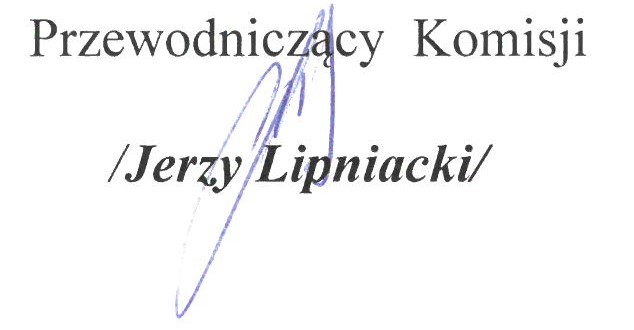 Przewodniczący Komisji
/Jerzy Lipniacki/